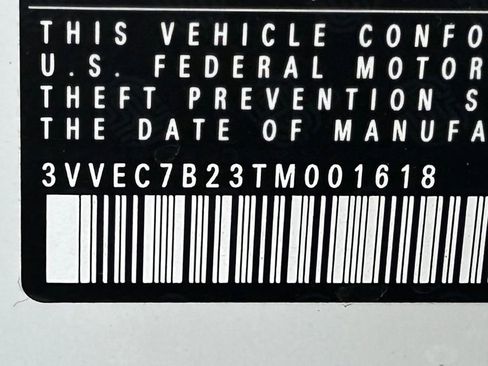 THIS VEHICLE CONFO
U.S. FEDERAL MOTOR
THEFT PREVENTION S
THE DATE OF MANUFA
3VVEC7B23TM001618